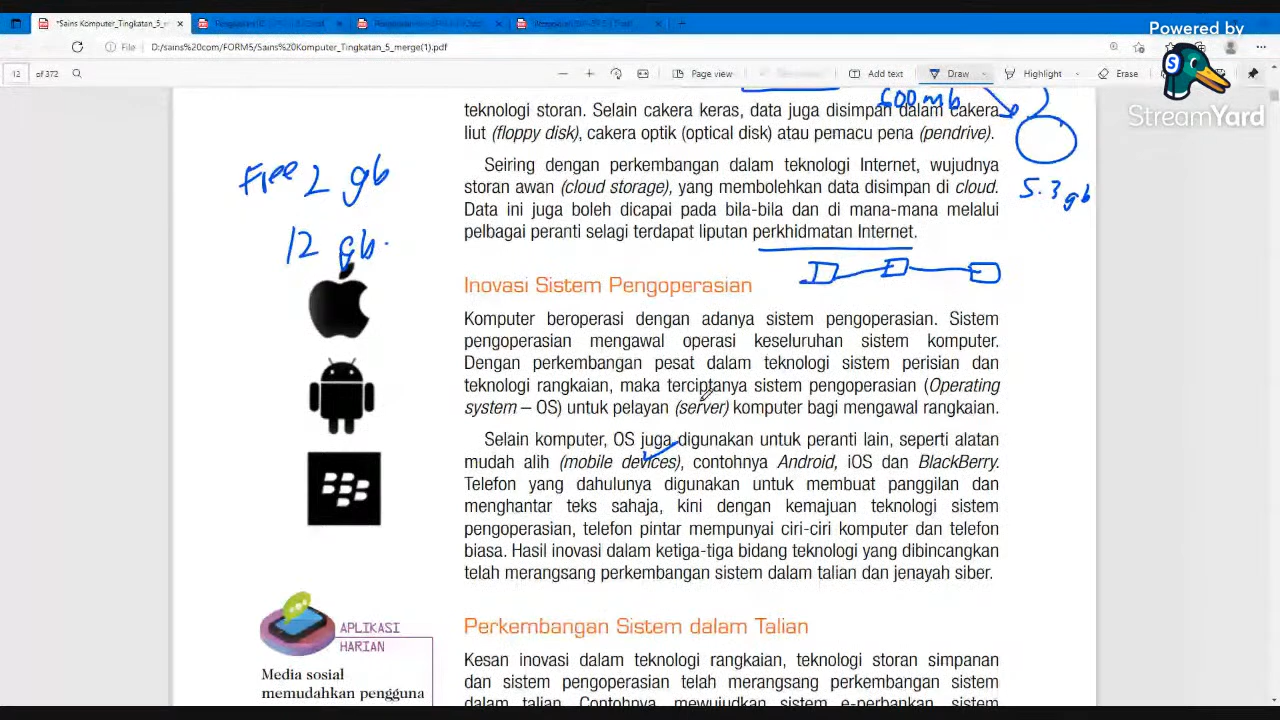 *Sains Komputer_Tingkatan_5_
Powered by
File
D:/sains%20com/FORM5/Sains%20Komputer_Tingkatan_5_merge(1).pdf
12 of 372
Page view
Add text
Draw
Highlight
Erase
StreamYard
600 mb
teknologi storan. Selain cakera keras, data juga disimpan dalam cakera
liut (floppy disk), cakera optik (optical disk) atau pemacu pena (pendrive).
Free 2 gb
5.3 gb
Seiring dengan perkembangan dalam teknologi Internet, wujudnya
storan awan (cloud storage), yang membolehkan data disimpan di cloud.
Data ini juga boleh dicapai pada bila-bila dan di mana-mana melalui
pelbagai peranti selagi terdapat liputan perkhidmatan Internet.
12 gb.
Inovasi Sistem Pengoperasian
Komputer beroperasi dengan adanya sistem pengoperasian. Sistem
pengoperasian mengawal operasi keseluruhan sistem komputer.
Dengan perkembangan pesat dalam teknologi sistem perisian dan
teknologi rangkaian, maka terciptanya sistem pengoperasian (Operating
system – OS) untuk pelayan (server) komputer bagi mengawal rangkaian.
Selain komputer, OS juga digunakan untuk peranti lain, seperti alatan
mudah alih (mobile devices), contohnya Android, iOS dan BlackBerry.
Telefon yang dahulunya digunakan untuk membuat panggilan dan
menghantar teks sahaja, kini dengan kemajuan teknologi sistem
pengoperasian, telefon pintar mempunyai ciri-ciri komputer dan telefon
biasa. Hasil inovasi dalam ketiga-tiga bidang teknologi yang dibincangkan
telah merangsang perkembangan sistem dalam talian dan jenayah siber.
APLIKASI
HARIAN
Media sosial
memudahkan pengguna
Perkembangan Sistem dalam Talian
Kesan inovasi dalam teknologi rangkaian, teknologi storan simpanan
dan sistem pengoperasian telah merangsang perkembangan sistem
dalam talian. Contohnya, mewujudkan sistem e-perbankan, sistem